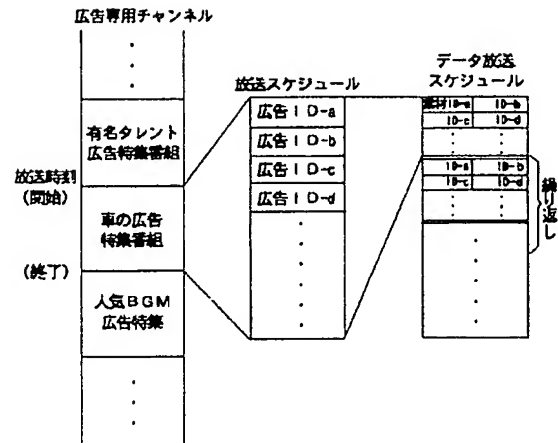 広告専用チャンネル
有名タレント
広告特集番組
放送時刻
(開始)
車の広告
特集番組
(終了)
人気BGM
広告特集
放送スケジュール
広告ID-a
広告ID-b
広告ID-c
広告ID-d
データ放送
スケジュール
素材ID-a ID-b
ID-c ID-d
ID-a ID-b
ID-c ID-d
繰り返し